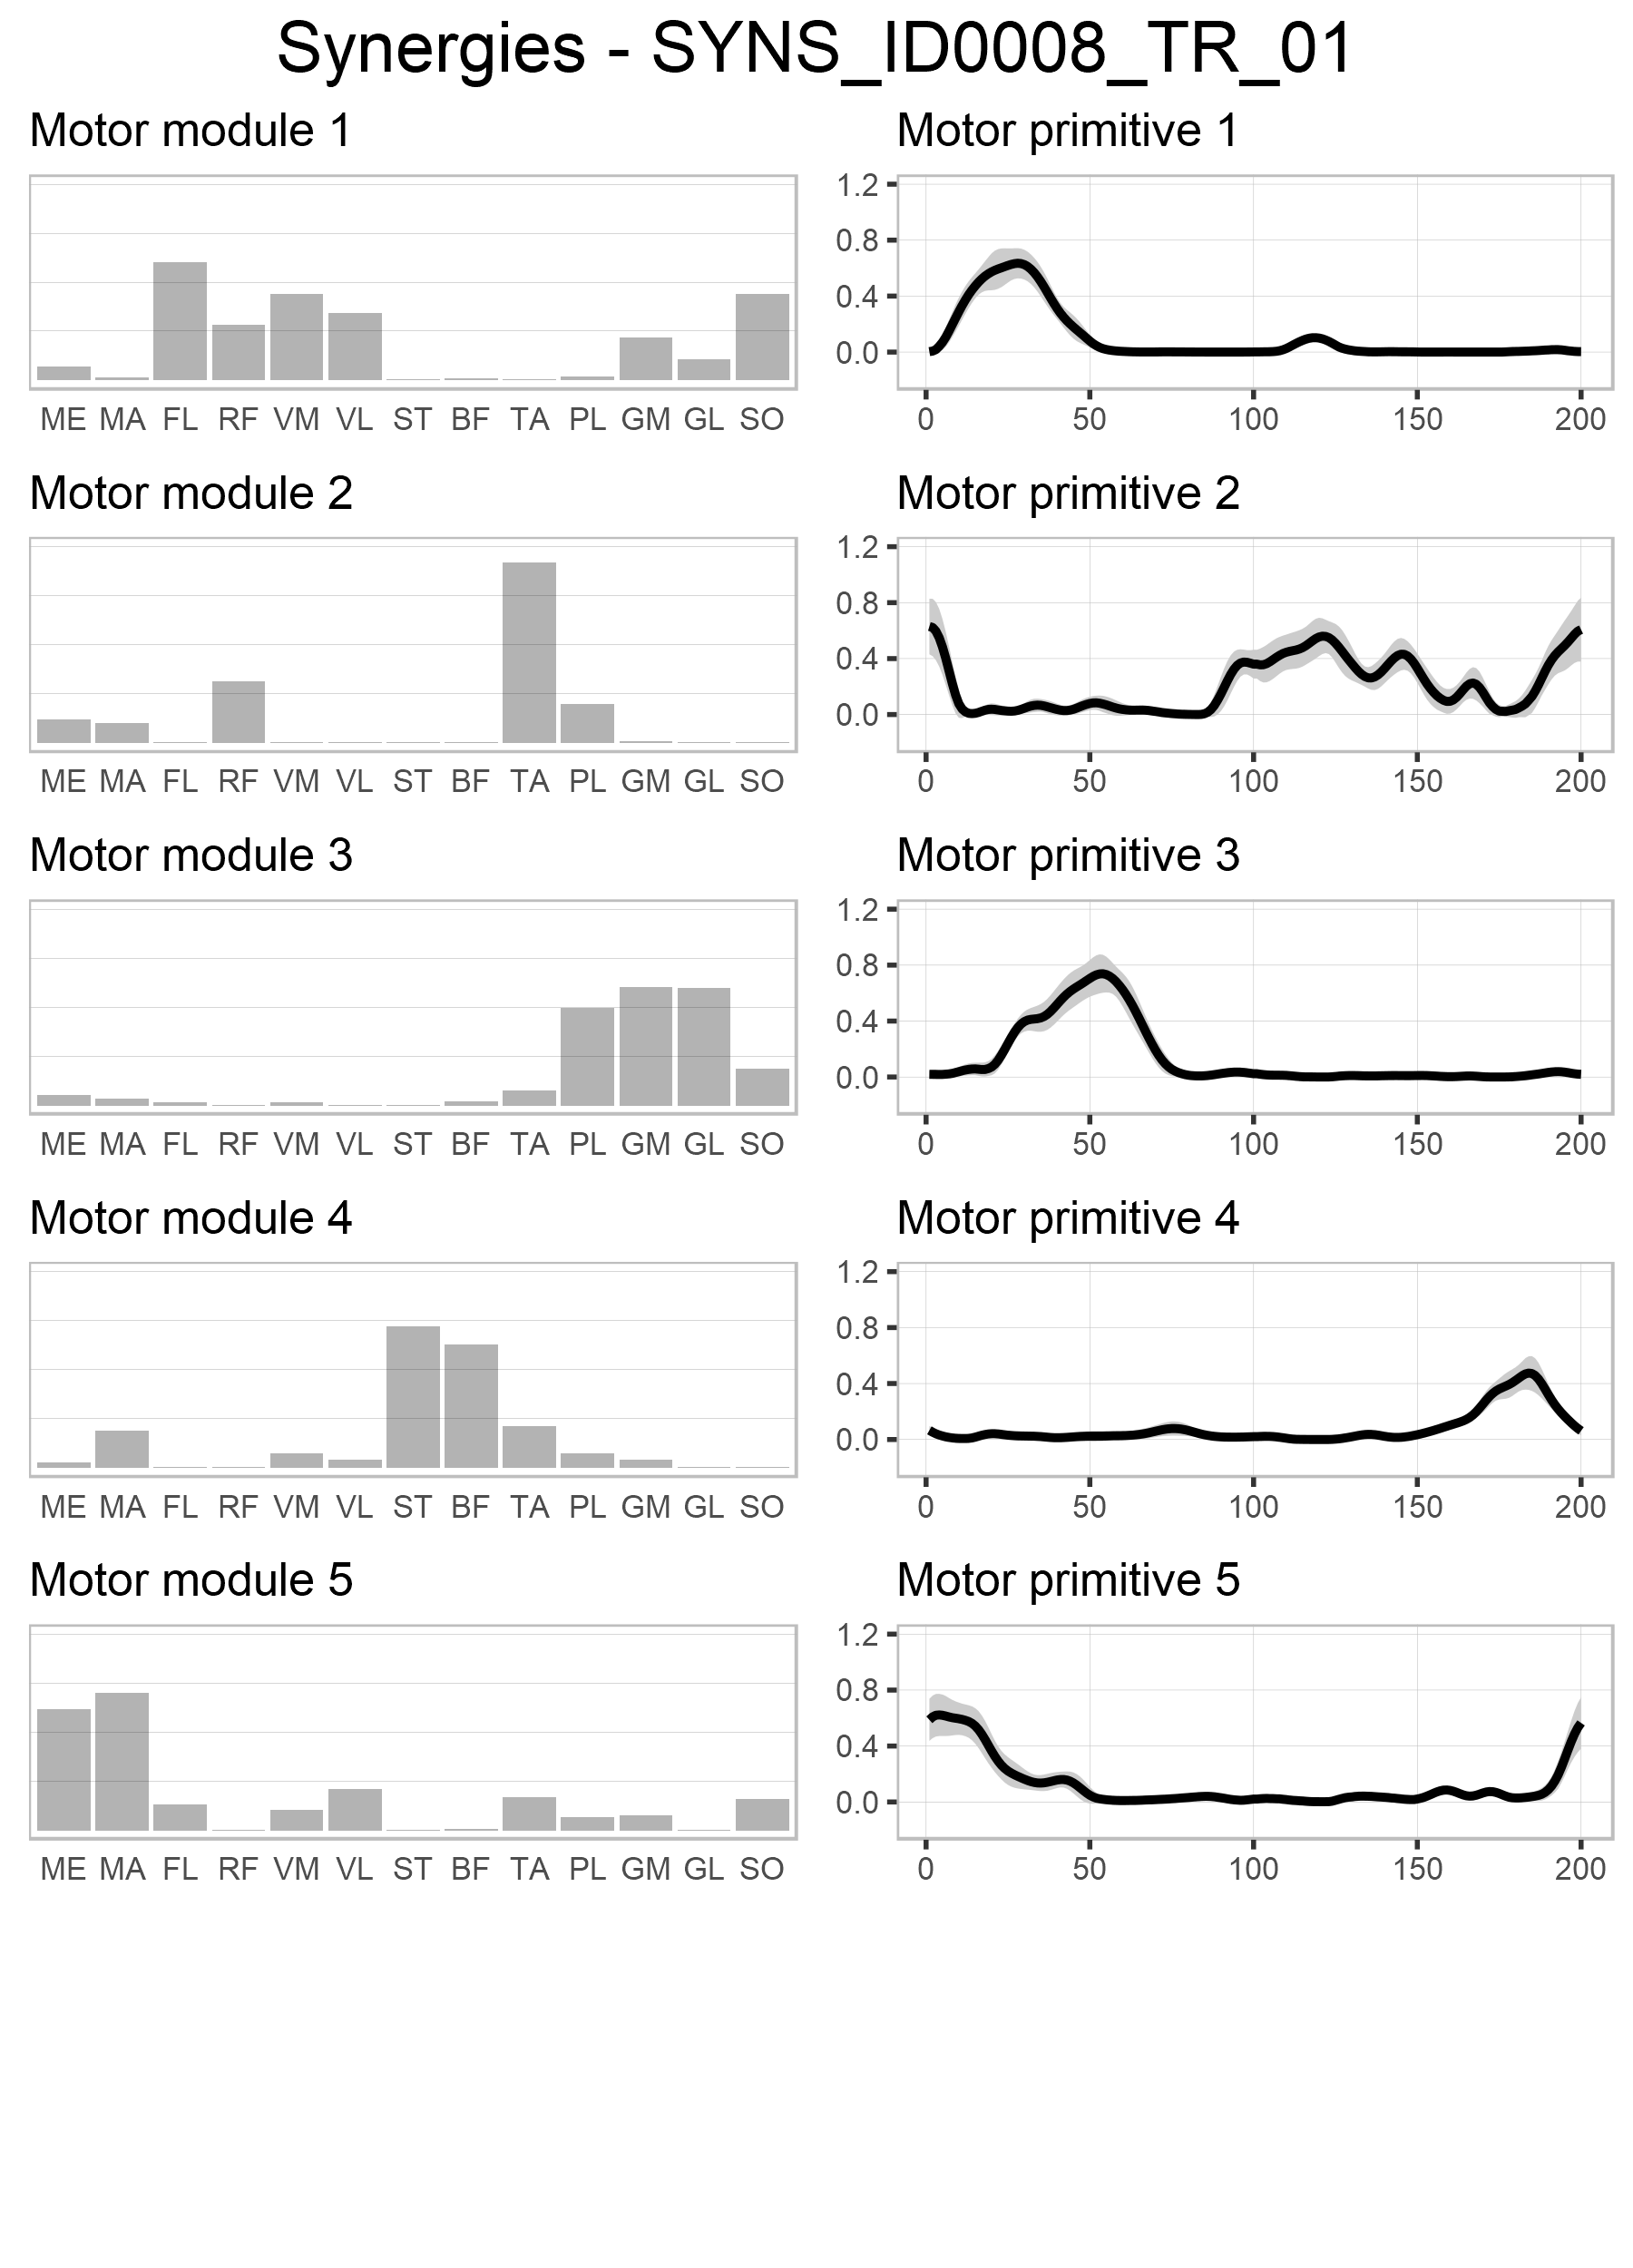 Synergies - SYNS_ID0008_TR_01
Motor module 1
Motor primitive 1
1.2
0.8
0.4
0.0
ME MA FL RF VM VL ST BF TA PL GM GL SO
0 50 100 150 200
Motor module 2
Motor primitive 2
1.2
0.8
0.4
0.0
ME MA FL RF VM VL ST BF TA PL GM GL SO
0 50 100 150 200
Motor module 3
Motor primitive 3
1.2
0.8
0.4
0.0
ME MA FL RF VM VL ST BF TA PL GM GL SO
0 50 100 150 200
Motor module 4
Motor primitive 4
1.2
0.8
0.4
0.0
ME MA FL RF VM VL ST BF TA PL GM GL SO
0 50 100 150 200
Motor module 5
Motor primitive 5
1.2
0.8
0.4
0.0
ME MA FL RF VM VL ST BF TA PL GM GL SO
0 50 100 150 200